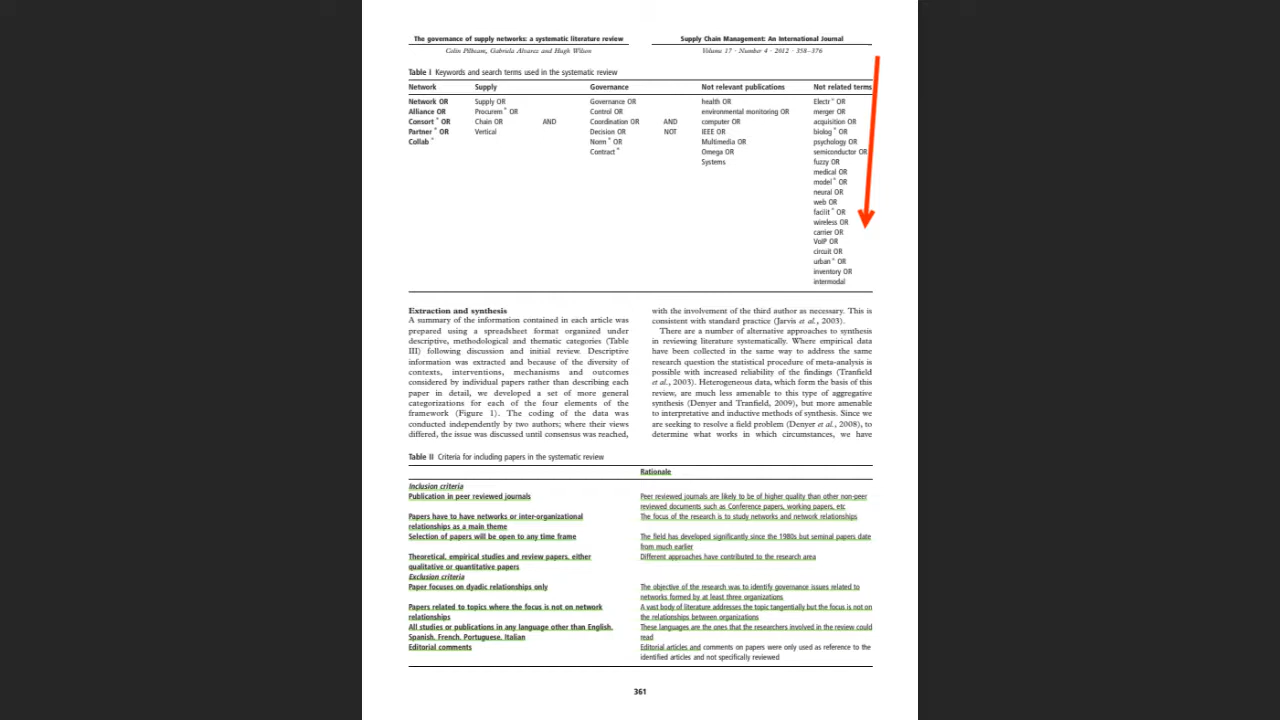 The governance of supply networks: a systematic literature review
Colin Pilbeam, Gabriela Alvarez and Hugh Wilson
Supply Chain Management: An International Journal
Volume 17 · Number 4 · 2012 · 358–376
Table I Keywords and search terms used in the systematic review
Network Supply Governance Not relevant publications Not related terms
Network OR Supply OR Governance OR health OR Electr* OR
Alliance OR Procurem* OR Control OR environmental monitoring OR merger OR
Consort* OR Chain OR AND Coordination OR AND computer OR acquisition OR
Partner* OR Vertical Decision OR NOT IEEE OR biolog* OR
Collab* Norm* OR Multimedia OR psychology OR
Contract* Omega OR semiconductor OR
Systems fuzzy OR
medical OR
model* OR
neural OR
web OR
facilit* OR
wireless OR
carrier OR
VoIP OR
circuit OR
urban* OR
inventory OR
intermodal
Extraction and synthesis
A summary of the information contained in each article was
prepared using a spreadsheet format organized under
descriptive, methodological and thematic categories (Table
III) following discussion and initial review. Descriptive
information was extracted and because of the diversity of
contexts, interventions, mechanisms and outcomes
considered by individual papers rather than describing each
paper in detail, we developed a set of more general
categorizations for each of the four elements of the
framework (Figure 1). The coding of the data was
conducted independently by two authors; where their views
differed, the issue was discussed until consensus was reached,
with the involvement of the third author as necessary. This is
consistent with standard practice (Jarvis et al., 2003).
There are a number of alternative approaches to synthesis
in reviewing literature systematically. Where empirical data
have been collected in the same way to address the same
research question the statistical procedure of meta-analysis is
possible with increased reliability of the findings (Tranfield
et al., 2003). Heterogeneous data, which form the basis of this
review, are much less amenable to this type of aggregative
synthesis (Denyer and Tranfield, 2009), but more amenable
to interpretive and inductive methods of synthesis. Since we
are seeking to resolve a field problem (Denyer et al., 2008), to
determine what works in which circumstances, we have
Table II Criteria for including papers in the systematic review
Rationale
Inclusion criteria
Publication in peer reviewed journals Peer reviewed journals are likely to be of higher quality than other non-peer
reviewed documents such as Conference papers, working papers, etc
Papers have to have networks or inter-organizational The focus of the research is to study networks and network relationships
relationships as a main theme
Selection of papers will be open to any time frame The field has developed significantly since the 1980s but seminal papers date
from much earlier
Theoretical, empirical studies and review papers, either Different approaches have contributed to the research area
qualitative or quantitative papers
Exclusion criteria
Paper focuses on dyadic relationships only The objective of the research was to identify governance issues related to
networks formed by at least three organizations
Papers related to topics where the focus is not on network A vast body of literature addresses the topic tangentially but the focus is not on
relationships the relationships between organizations
All studies or publications in any language other than English, These languages are the ones that the researchers involved in the review could
Spanish, French, Portuguese, Italian read
Editorial comments Editorial articles and comments on papers were only used as reference to the
identified articles and not specifically reviewed
361